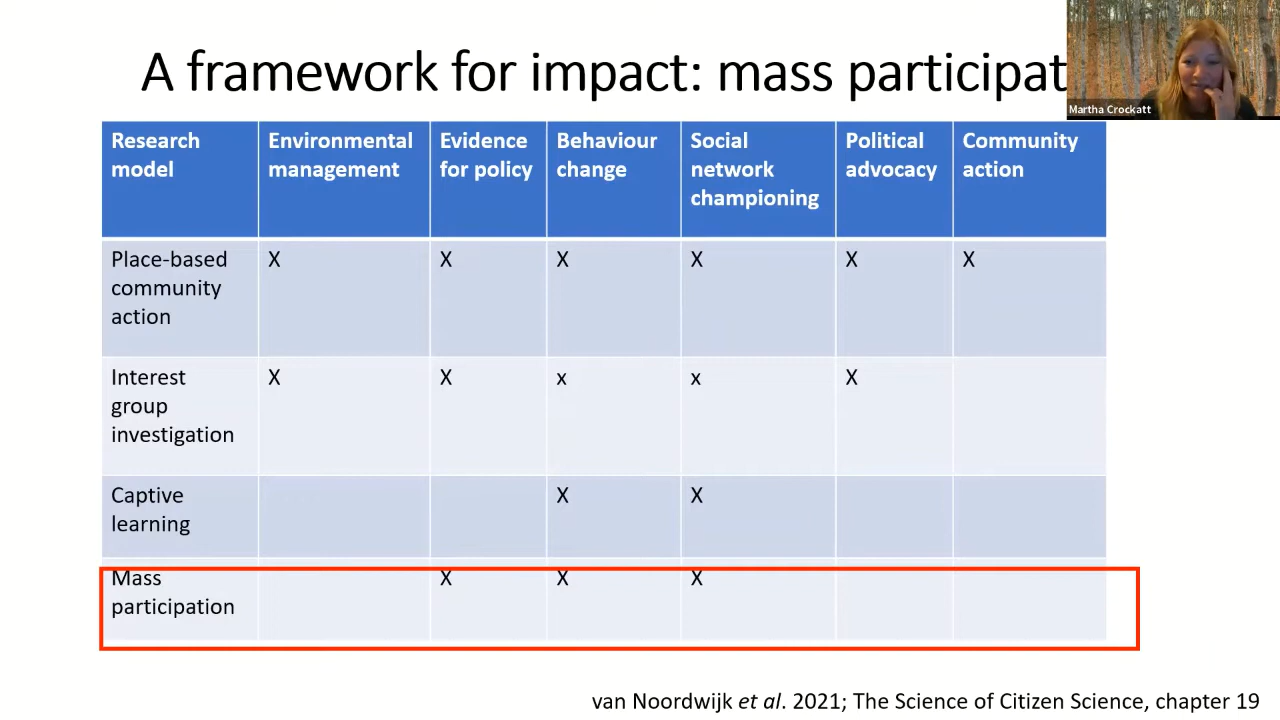 A framework for impact: mass participat
Martha Crockatt
Research model
Environmental management
Evidence for policy
Behaviour change
Social network championing
Political advocacy
Community action
Place-based community action
X X X X X X
Interest group investigation
X X x x X
Captive learning
X X
Mass participation
X X X
van Noordwijk et al. 2021; The Science of Citizen Science, chapter 19